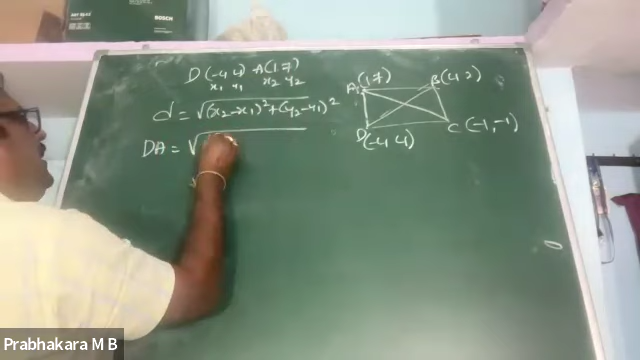 BOSCH
D (-4, 4) A (1, 7)
x₁ y₁ x₂ y₂
d = √(x₂-x₁)²+(y₂-y₁)²
DA = √
A (1, 7)
B (4, 2)
D (-4, 4)
C (-1, -1)
Prabhakara M B